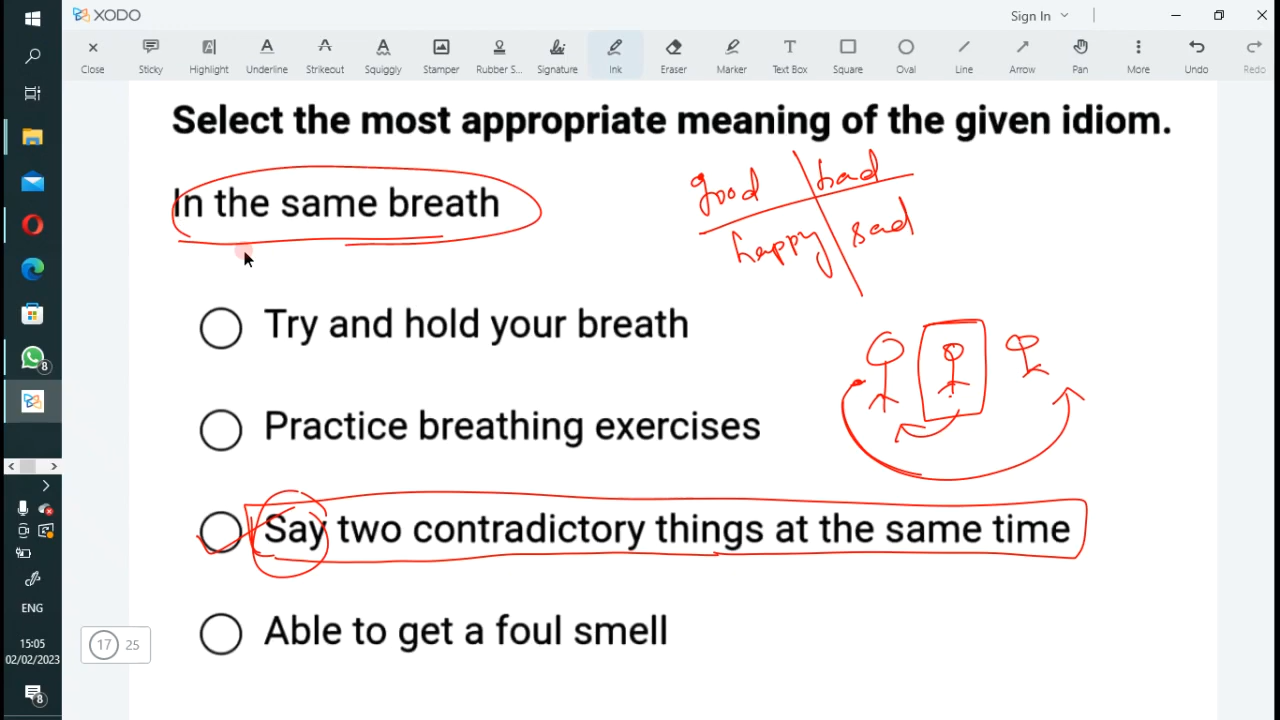 XODO
Sign In
Close Sticky Highlight Underline Strikeout Squiggly Stamper Rubber S... Signature Ink Eraser Marker Text Box Square Oval Line Arrow Pan More Undo Redo
Select the most appropriate meaning of the given idiom.
In the same breath
good bad
happy sad
Try and hold your breath
Practice breathing exercises
Say two contradictory things at the same time
Able to get a foul smell
17 25
8
ENG
15:05
02/02/2023
8